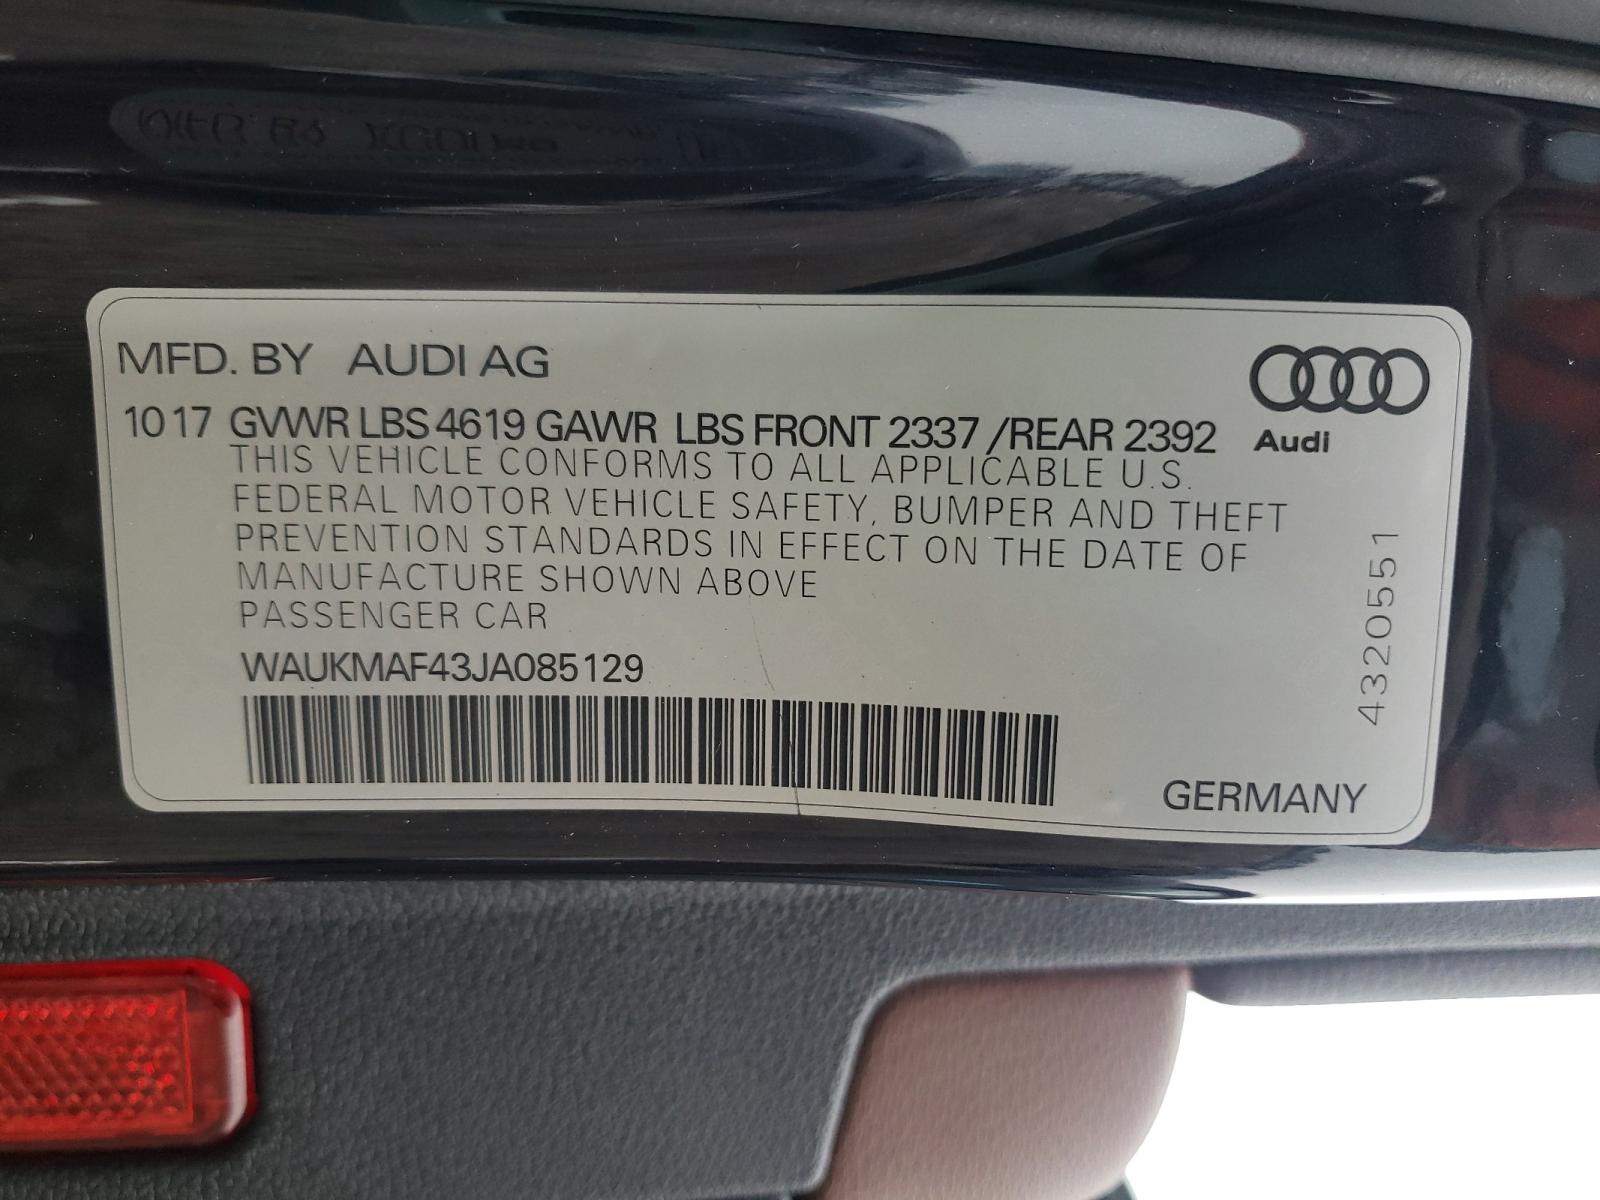 MFD. BY AUDI AG
10 17 GVWR LBS 4619 GAWR LBS FRONT 2337 /REAR 2392
Audi
THIS VEHICLE CONFORMS TO ALL APPLICABLE U.S.
FEDERAL MOTOR VEHICLE SAFETY, BUMPER AND THEFT
PREVENTION STANDARDS IN EFFECT ON THE DATE OF
MANUFACTURE SHOWN ABOVE
PASSENGER CAR
WAUKMAF43JA085129
4320551
GERMANY